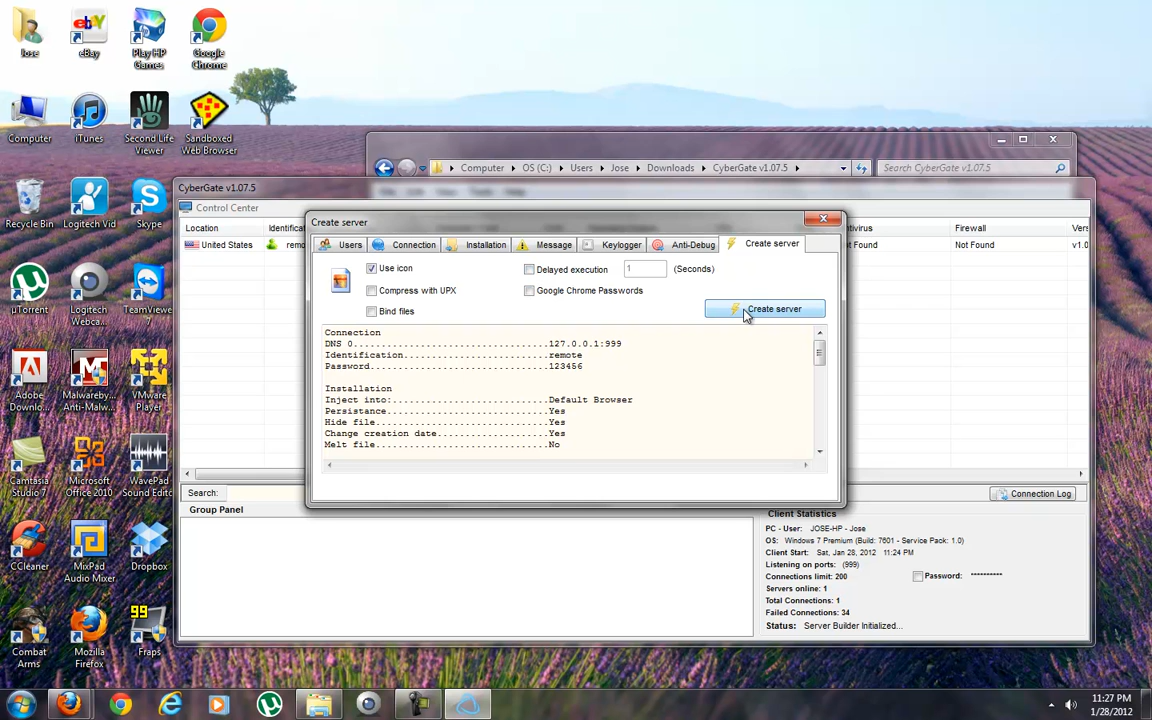 Jose
eBay
Play HP Games
Google Chrome
Computer
iTunes
Second Life Viewer
Sandboxed Web Browser
Recycle Bin
Logitech Vid
Skype
µTorrent
Logitech Webca...
TeamViewer 7
Adobe Downlo...
Malwareby... Anti-Malw...
VMware Player
Camtasia Studio 7
Microsoft Office 2010
WavePad Sound Edito
CCleaner
MixPad Audio Mixer
Dropbox
99
Combat Arms
Mozilla Firefox
Fraps
Computer
OS (C:)
Users
Jose
Downloads
CyberGate v1.07.5
Search CyberGate v1.07.5
CyberGate v1.07.5
Control Center
Location
Identifica
Firewall
Vers
United States
remo
t Found
Not Found
v1.0
Create server
Users
Connection
Installation
Message
Keylogger
Anti-Debug
Create server
Use icon
Delayed execution
1
(Seconds)
Compress with UPX
Google Chrome Passwords
Bind files
Create server
Connection
DNS 0...................................127.0.0.1:999
Identification..........................remote
Password................................123456
Installation
Inject into:............................Default Browser
Persistance.............................Yes
Hide file...............................Yes
Change creation date....................Yes
Melt file...............................No
Search:
Connection Log
Group Panel
Client Statistics
PC - User: JOSE-HP - Jose
OS: Windows 7 Premium (Build: 7601 - Service Pack: 1.0)
Client Start: Sat, Jan 28, 2012 11:24 PM
Listening on ports: (999)
Connections limit: 200
Password: **********
Servers online: 1
Total Connections: 1
Failed Connections: 34
Status: Server Builder Initialized...
11:27 PM
1/28/2012